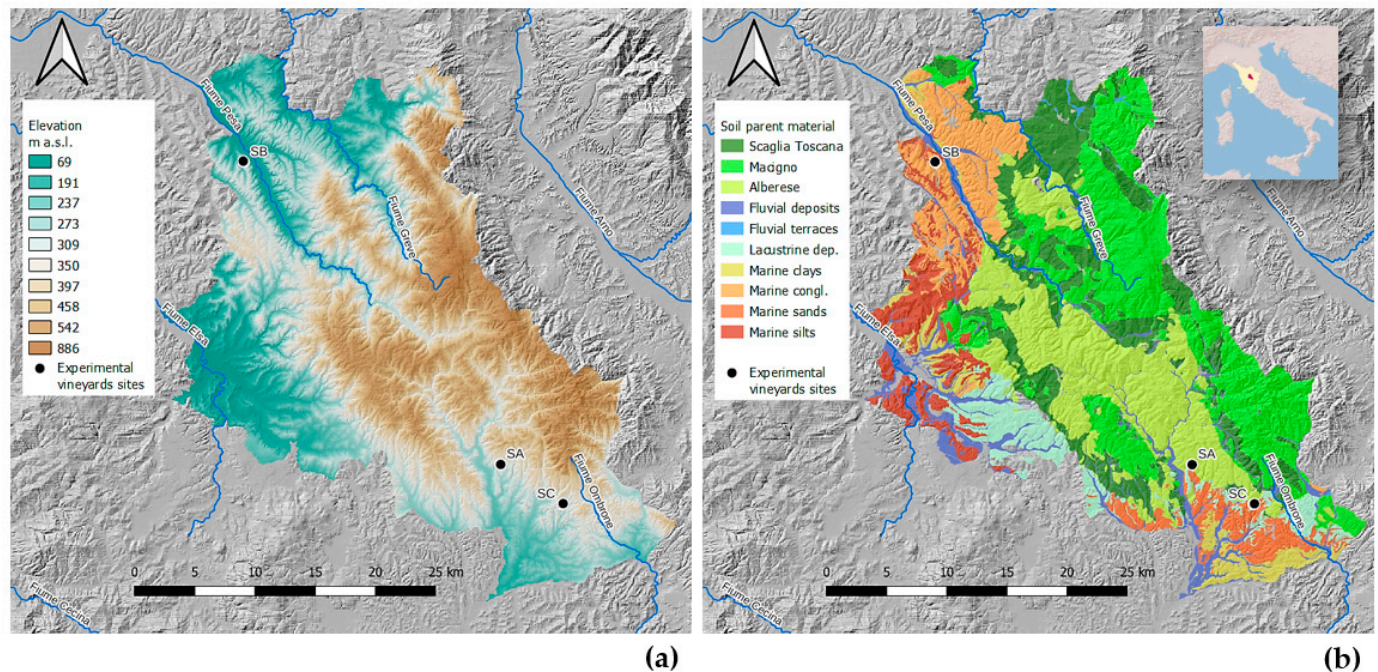 Elevation
m a.s.l.
69
191
237
273
309
350
397
458
542
886
Experimental
vineyards sites
Fiume Pesa
SB
Fiume Greve
Fiume Arno
Fiume Elsa
SA
SC
Fiume Ombrone
0 5 10 15 20 25 km
Fiume Cecina
(a)
Soil parent material
Scaglia Toscana
Macigno
Alberese
Fluvial deposits
Fluvial terraces
Lacustrine dep.
Marine clays
Marine congl.
Marine sands
Marine silts
Experimental
vineyards sites
Fiume Pesa
SB
Fiume Greve
Fiume Arno
Fiume Elsa
SA
SC
Fiume Ombrone
0 5 10 15 20 25 km
Fiume Cecina
(b)